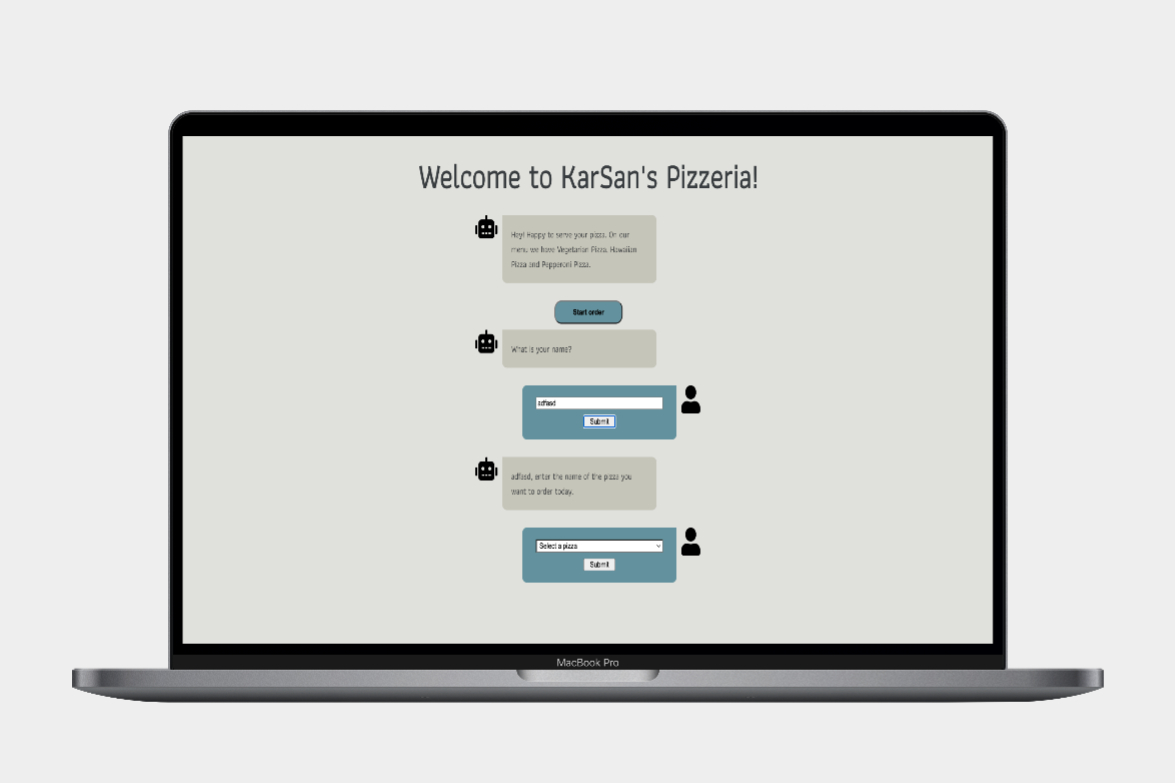 Welcome to KarSan's Pizzeria!
Hey! Happy to serve your pizza. On our
menu we have Vegetarian Pizza, Hawaiian
Pizza and Pepperoni Pizza.
Start order
What is your name?
adfasd
Submit
adfasd, enter the name of the pizza you
want to order today.
Select a pizza
Submit
MacBook Pro